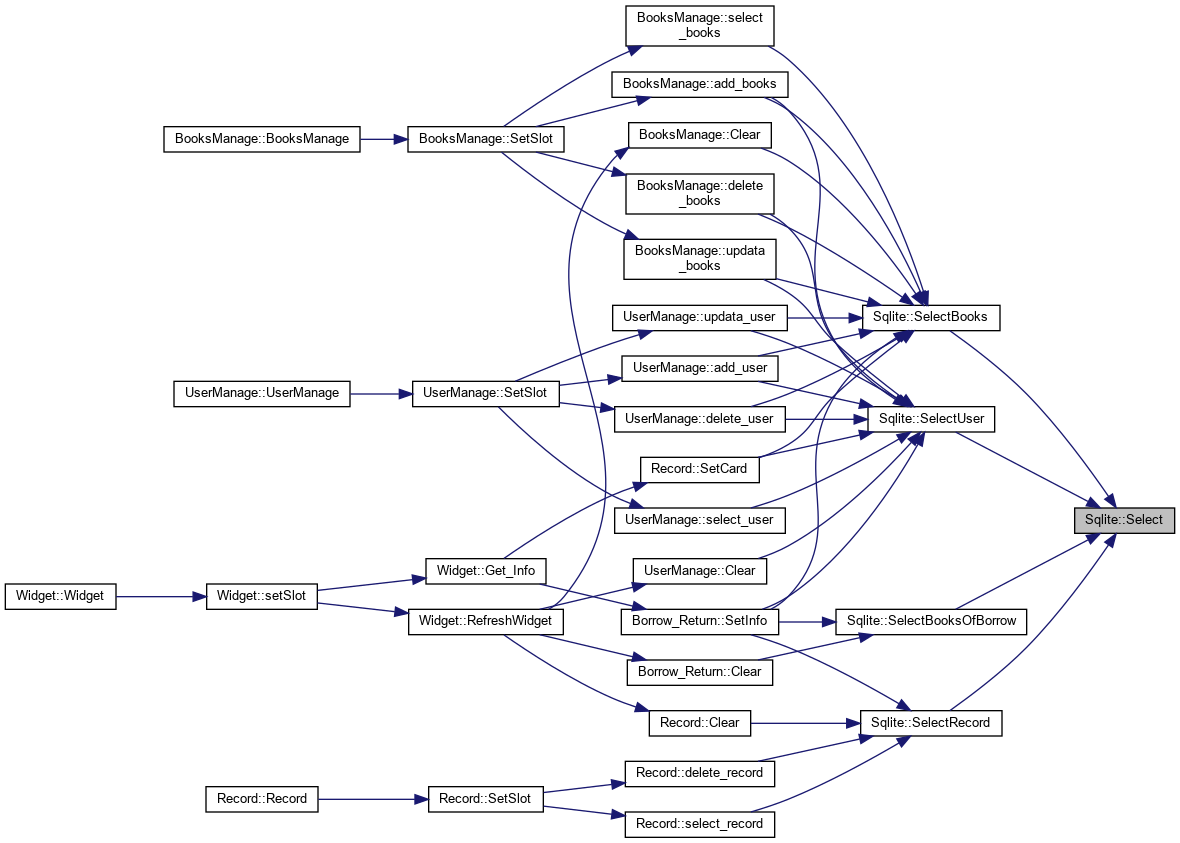 BooksManage::select
_books
BooksManage::add_books
BooksManage::BooksManage
BooksManage::SetSlot
BooksManage::Clear
BooksManage::delete
_books
BooksManage::updata
_books
UserManage::updata_user
Sqlite::SelectBooks
UserManage::add_user
UserManage::UserManage
UserManage::SetSlot
UserManage::delete_user
Sqlite::SelectUser
Record::SetCard
UserManage::select_user
Sqlite::Select
Widget::Get_Info
UserManage::Clear
Widget::Widget
Widget::setSlot
Widget::RefreshWidget
Borrow_Return::SetInfo
Sqlite::SelectBooksOfBorrow
Borrow_Return::Clear
Record::Clear
Sqlite::SelectRecord
Record::delete_record
Record::Record
Record::SetSlot
Record::select_record